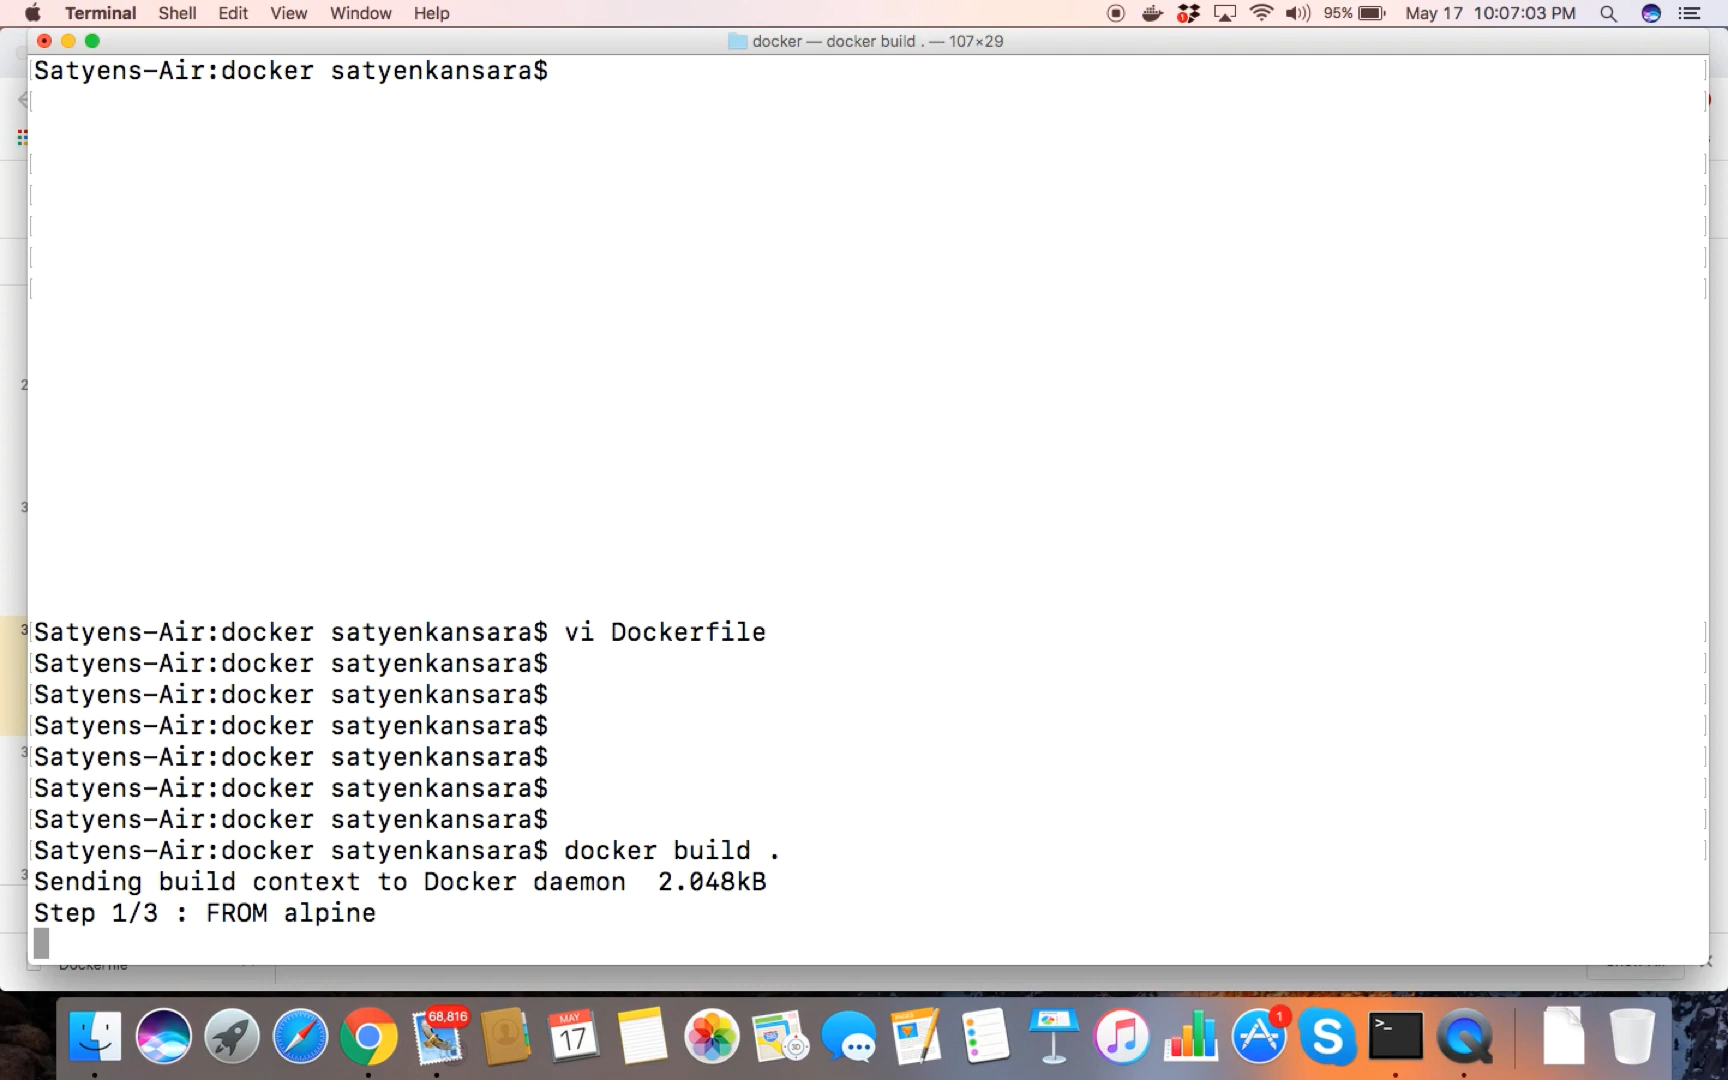 Terminal Shell Edit View Window Help 95% May 17 10:07:03 PM
docker — docker build . — 107×29
Satyens-Air:docker satyenkansara$
Satyens-Air:docker satyenkansara$ vi Dockerfile
Satyens-Air:docker satyenkansara$
Satyens-Air:docker satyenkansara$
Satyens-Air:docker satyenkansara$
Satyens-Air:docker satyenkansara$
Satyens-Air:docker satyenkansara$
Satyens-Air:docker satyenkansara$
Satyens-Air:docker satyenkansara$ docker build .
Sending build context to Docker daemon  2.048kB
Step 1/3 : FROM alpine
Dockerfile
68,816
MAY
17
3D
PAGES
1
>_